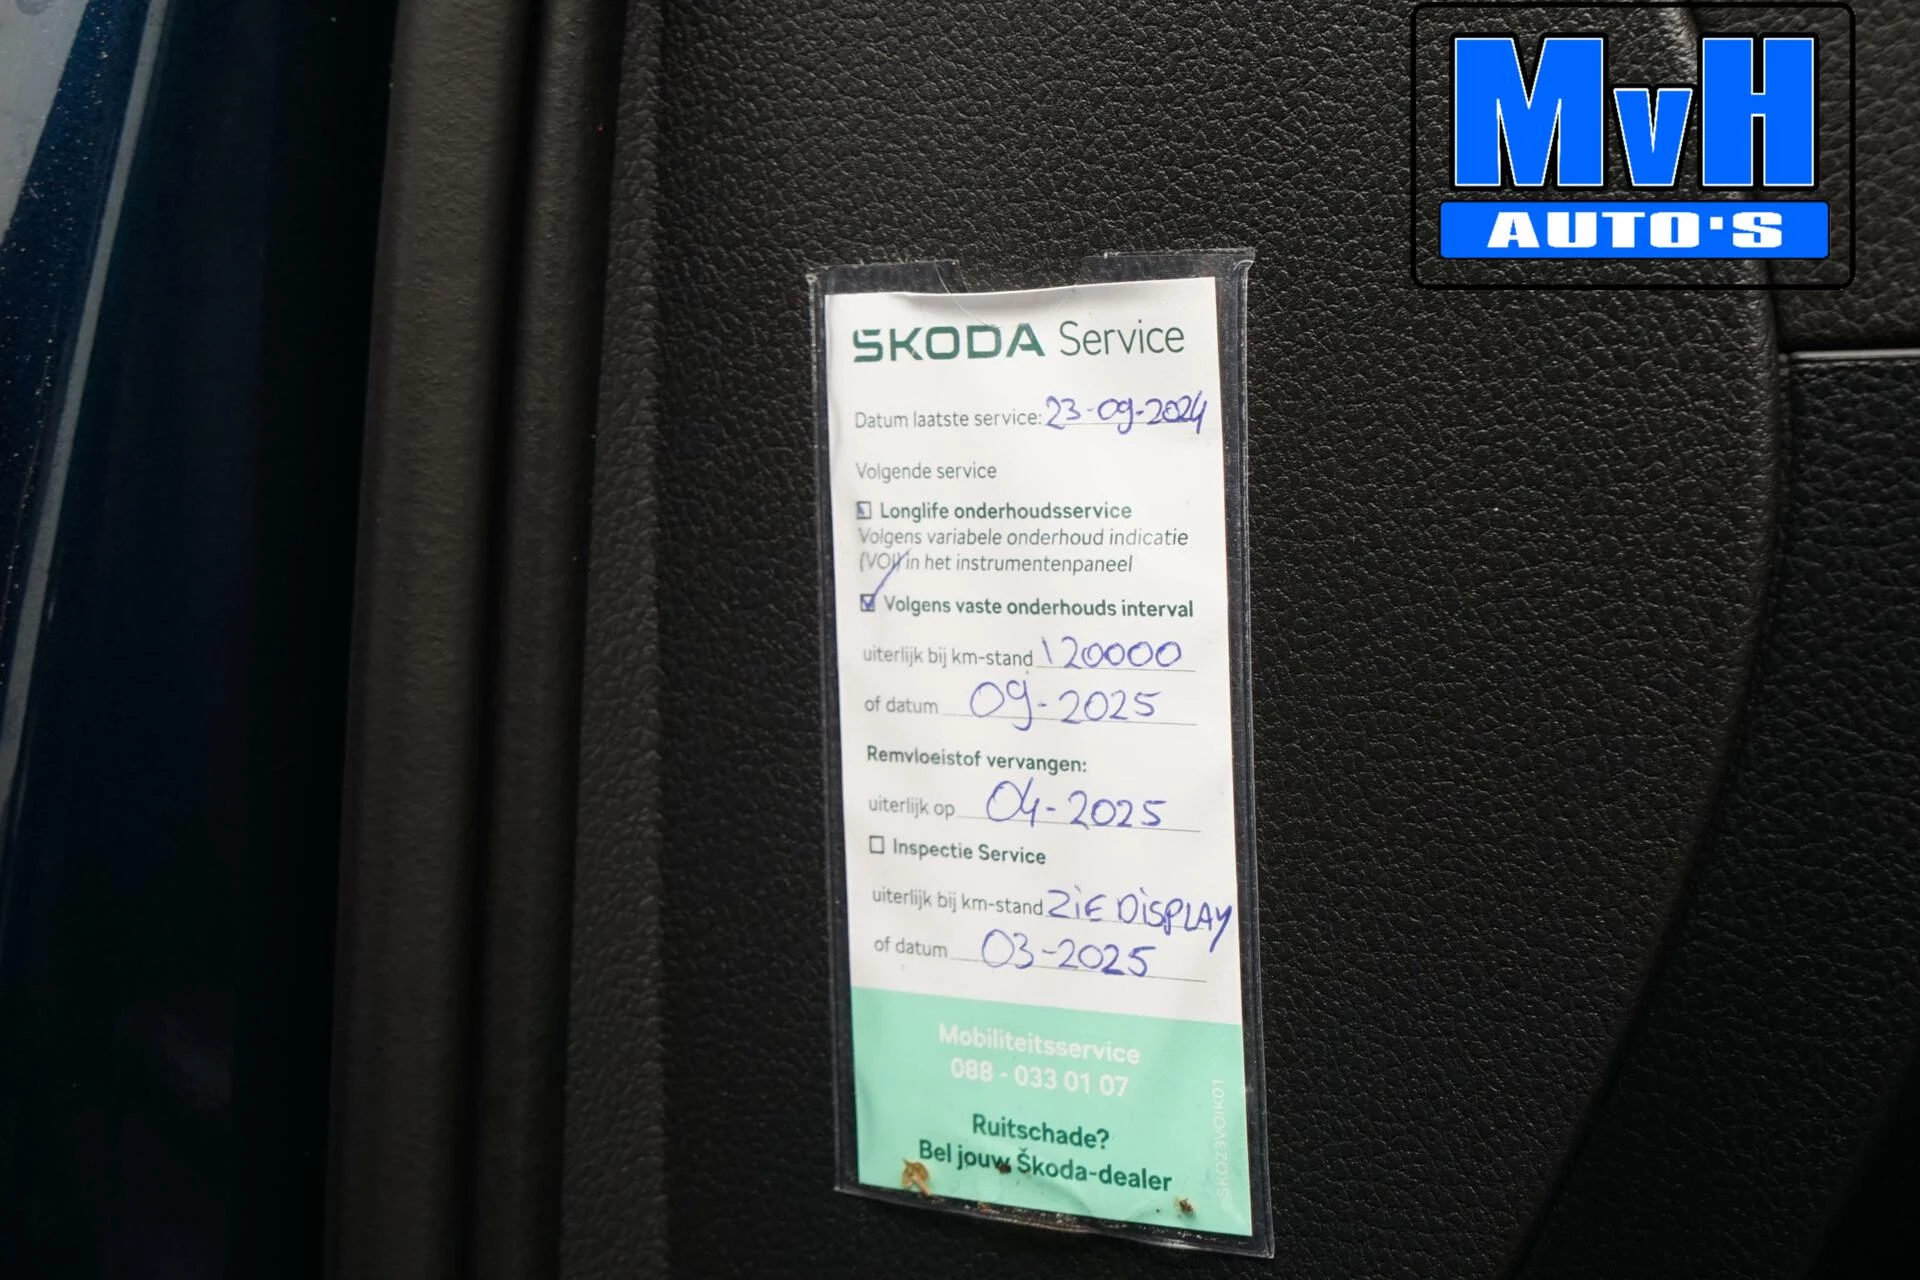 MvH
AUTO'S
ŠKODA Service
Datum laatste service: 23-09-2024
Volgende service
Longlife onderhoudsservice
Volgens variabele onderhoud indicatie
(VOI) in het instrumentenpaneel
Volgens vaste onderhouds interval
uiterlijk bij km-stand 120000
of datum 09-2025
Remvloeistof vervangen:
uiterlijk op 04-2025
Inspectie Service
uiterlijk bij km-stand ZiE DiSPLAY
of datum 03-2025
Mobiliteitsservice
088 - 033 01 07
Ruitschade?
Bel jouw Škoda-dealer
SKO23VOIK01